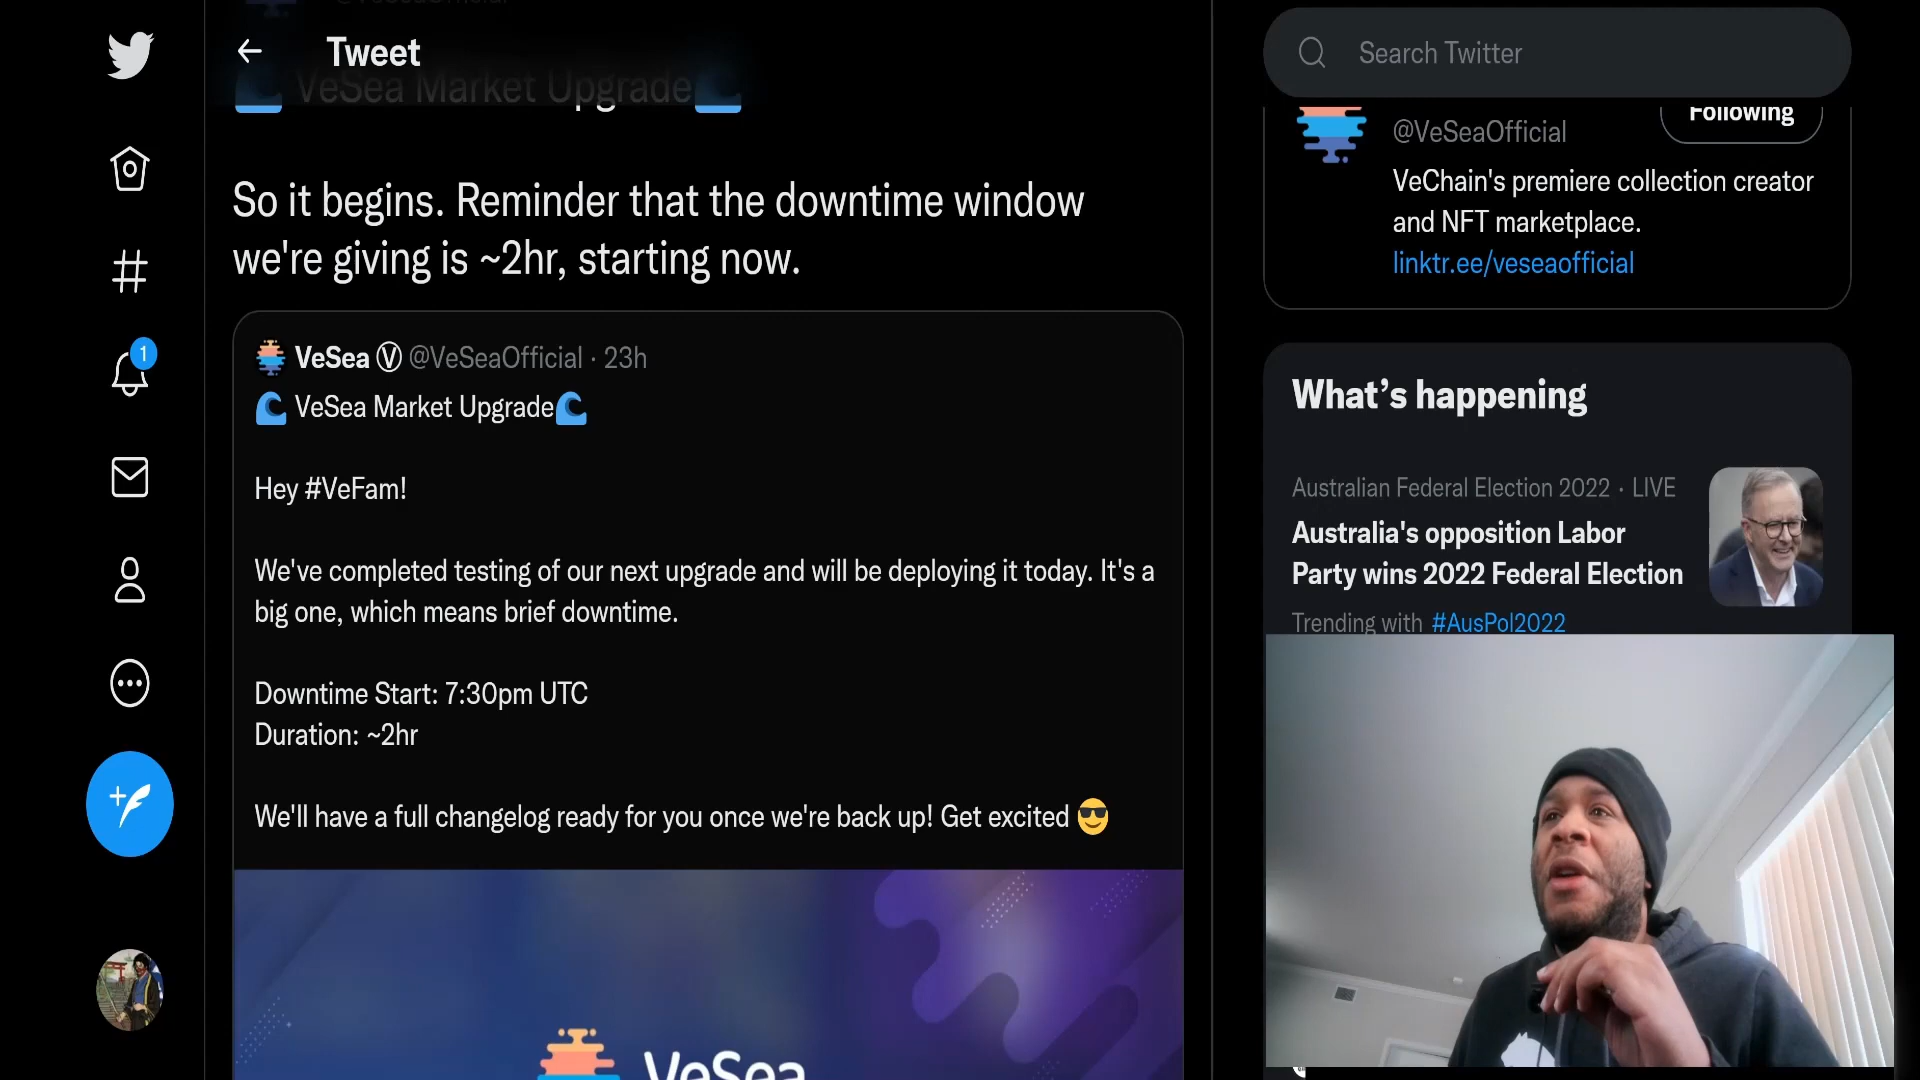 Tweet
VeSea Market Upgrade
So it begins. Reminder that the downtime window
we're giving is ~2hr, starting now.
VeSea Ⓥ @VeSeaOfficial · 23h
🌊 VeSea Market Upgrade🌊
Hey #VeFam!
We've completed testing of our next upgrade and will be deploying it today. It's a
big one, which means brief downtime.
Downtime Start: 7:30pm UTC
Duration: ~2hr
We'll have a full changelog ready for you once we're back up! Get excited 😎
VeSea
1
Search Twitter
Following
@VeSeaOfficial
VeChain's premiere collection creator
and NFT marketplace.
linktr.ee/veseaofficial
What's happening
Australian Federal Election 2022 · LIVE
Australia's opposition Labor
Party wins 2022 Federal Election
Trending with #AusPol2022